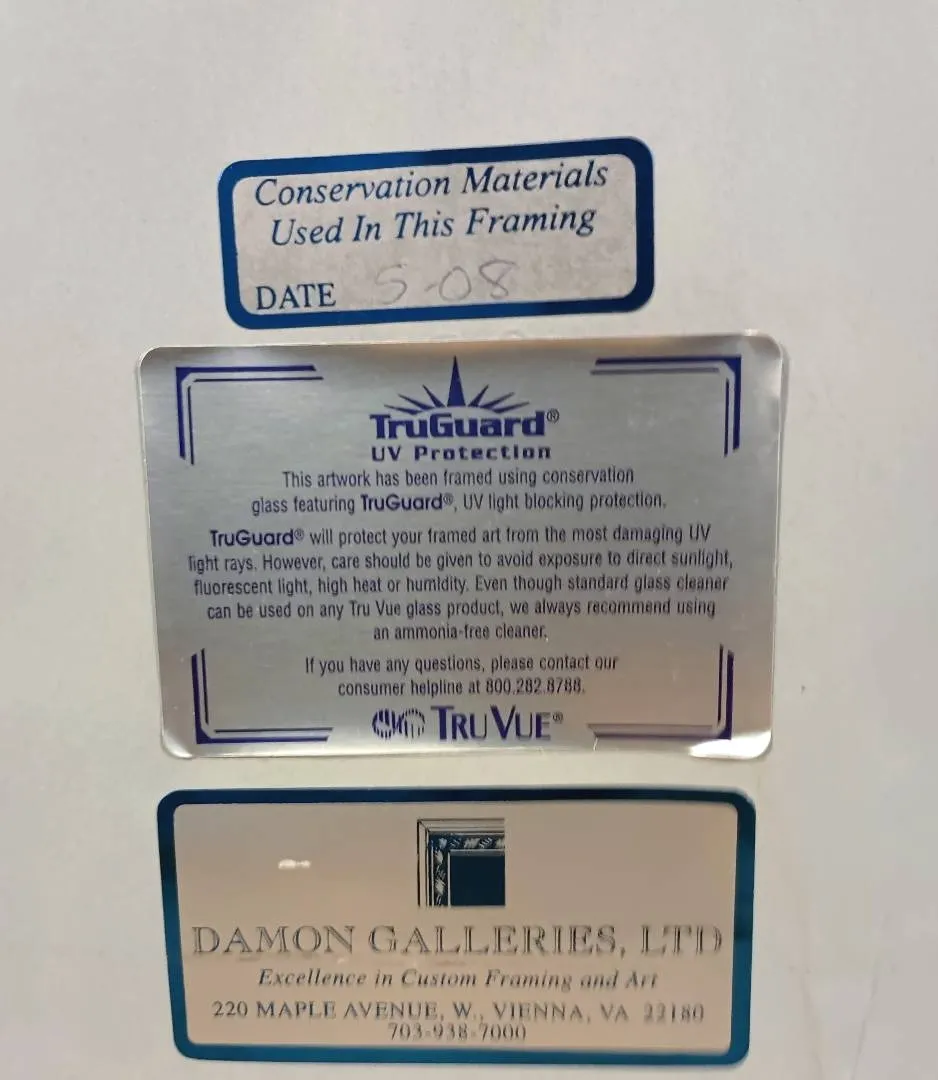 Conservation Materials
Used In This Framing
DATE 5-08
TruGuard®
UV Protection
This artwork has been framed using conservation
glass featuring TruGuard®, UV light blocking protection.
TruGuard® will protect your framed art from the most damaging UV
light rays. However, care should be given to avoid exposure to direct sunlight,
fluorescent light, high heat or humidity. Even though standard glass cleaner
can be used on any Tru Vue glass product, we always recommend using
an ammonia-free cleaner.
If you have any questions, please contact our
consumer helpline at 800.282.8788.
TRU VUE®
DAMON GALLERIES, LTD
Excellence in Custom Framing and Art
220 MAPLE AVENUE, W., VIENNA, VA 22180
703-938-7000